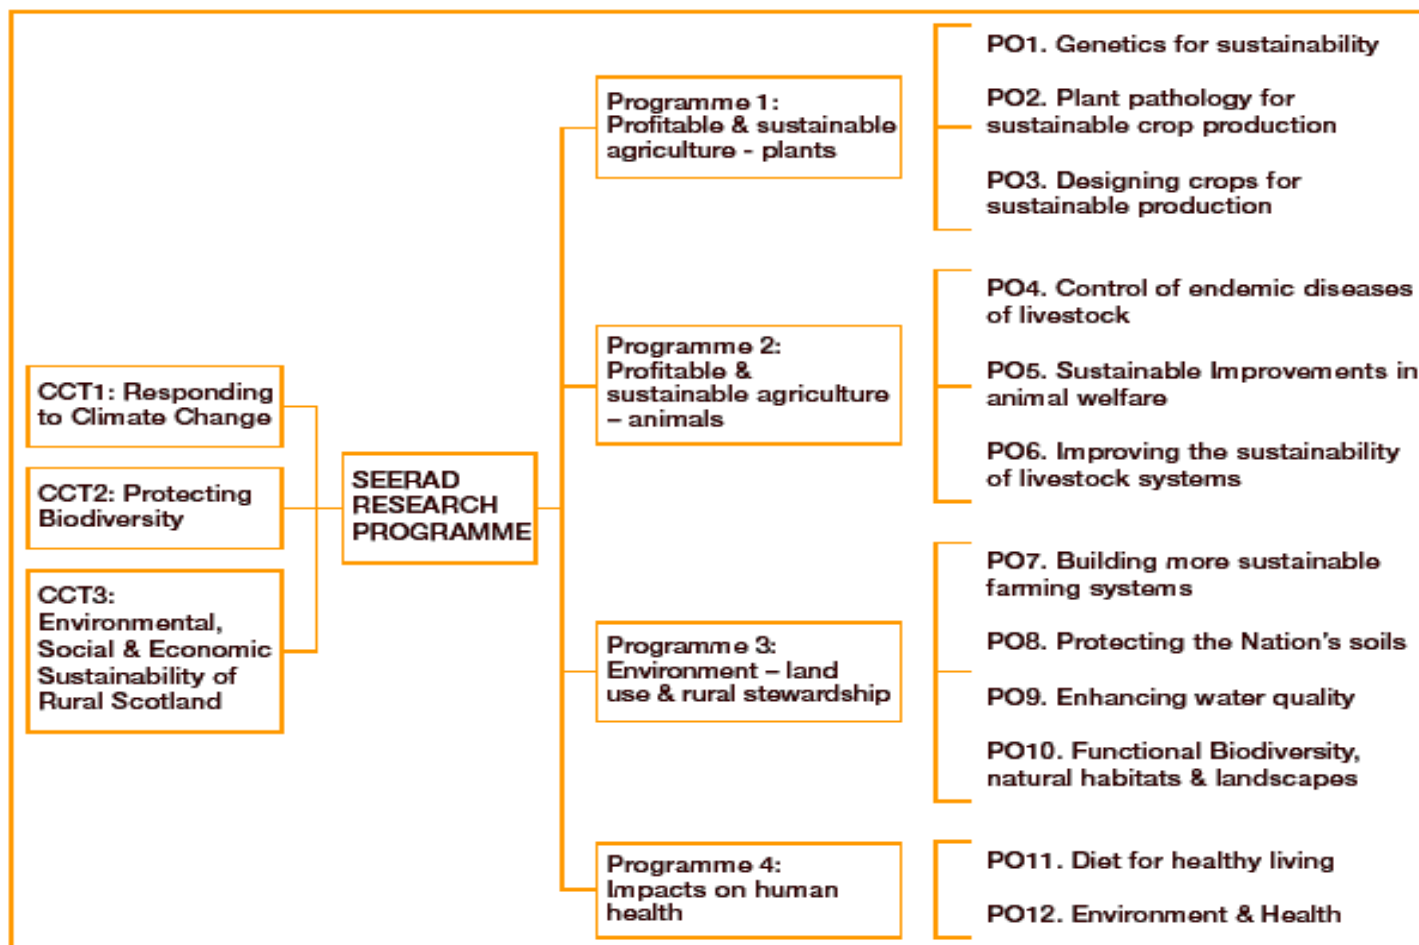 CCT1: Responding
to Climate Change
CCT2: Protecting
Biodiversity
CCT3:
Environmental,
Social & Economic
Sustainability of
Rural Scotland
SEERAD
RESEARCH
PROGRAMME
Programme 1:
Profitable & sustainable
agriculture - plants
PO1. Genetics for sustainability
PO2. Plant pathology for
sustainable crop production
PO3. Designing crops for
sustainable production
Programme 2:
Profitable &
sustainable agriculture
– animals
PO4. Control of endemic diseases
of livestock
PO5. Sustainable Improvements in
animal welfare
PO6. Improving the sustainability
of livestock systems
Programme 3:
Environment – land
use & rural stewardship
PO7. Building more sustainable
farming systems
PO8. Protecting the Nation's soils
PO9. Enhancing water quality
PO10. Functional Biodiversity,
natural habitats & landscapes
Programme 4:
Impacts on human
health
PO11. Diet for healthy living
PO12. Environment & Health